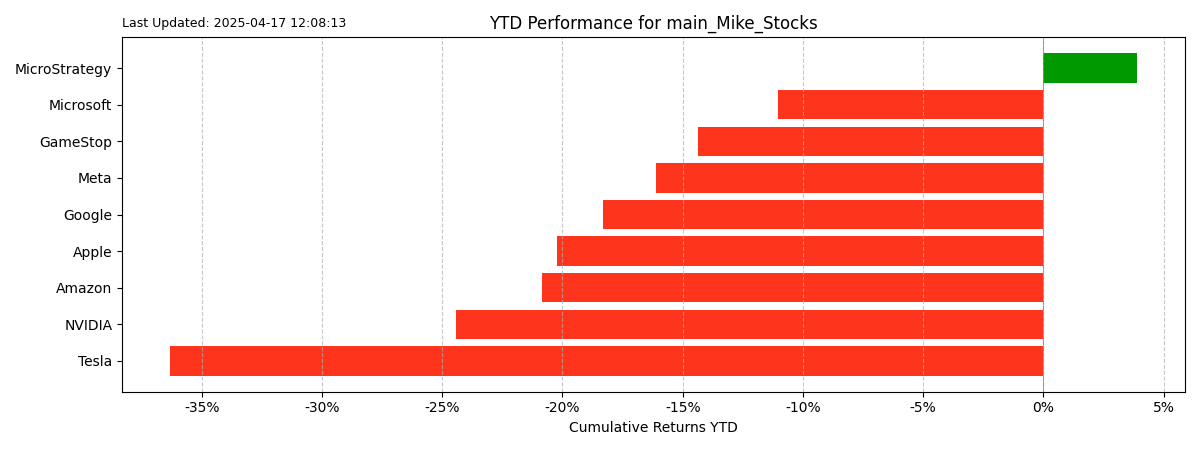 Last Updated: 2025-04-17 12:08:13
YTD Performance for main_Mike_Stocks
MicroStrategy
Microsoft
GameStop
Meta
Google
Apple
Amazon
NVIDIA
Tesla
-35% -30% -25% -20% -15% -10% -5% 0% 5%
Cumulative Returns YTD